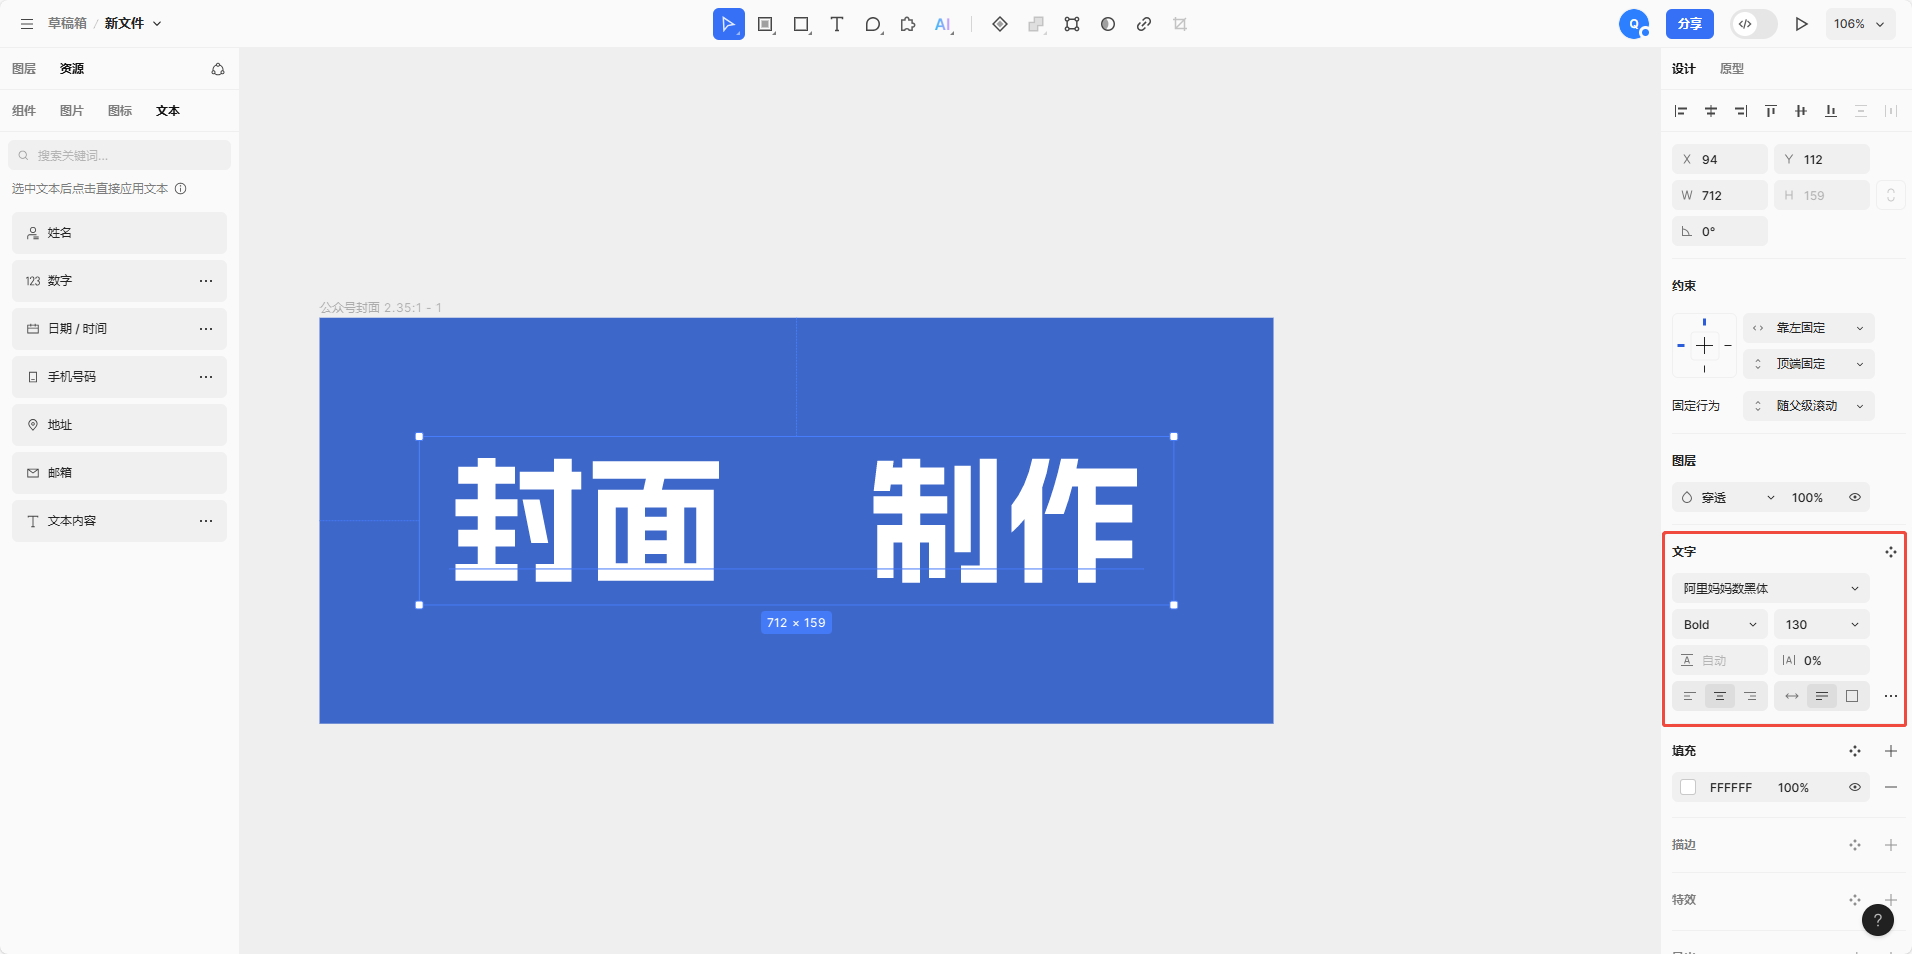 草稿箱 / 新文件
AI
Q
分享
106%
图层 资源
组件 图片 图标 文本
搜索关键词...
选中文本后点击直接应用文本
姓名
123 数字
日期 / 时间
手机号码
地址
邮箱
文本内容
公众号封面 2.35:1 - 1
封面 制作
712 × 159
设计 原型
X 94 Y 112
W 712 H 159
0°
约束
靠左固定
顶端固定
固定行为 随父级滚动
图层
穿透 100%
文字
阿里妈妈数黑体
Bold 130
自动 0%
填充
FFFFFF 100%
描边
特效
?